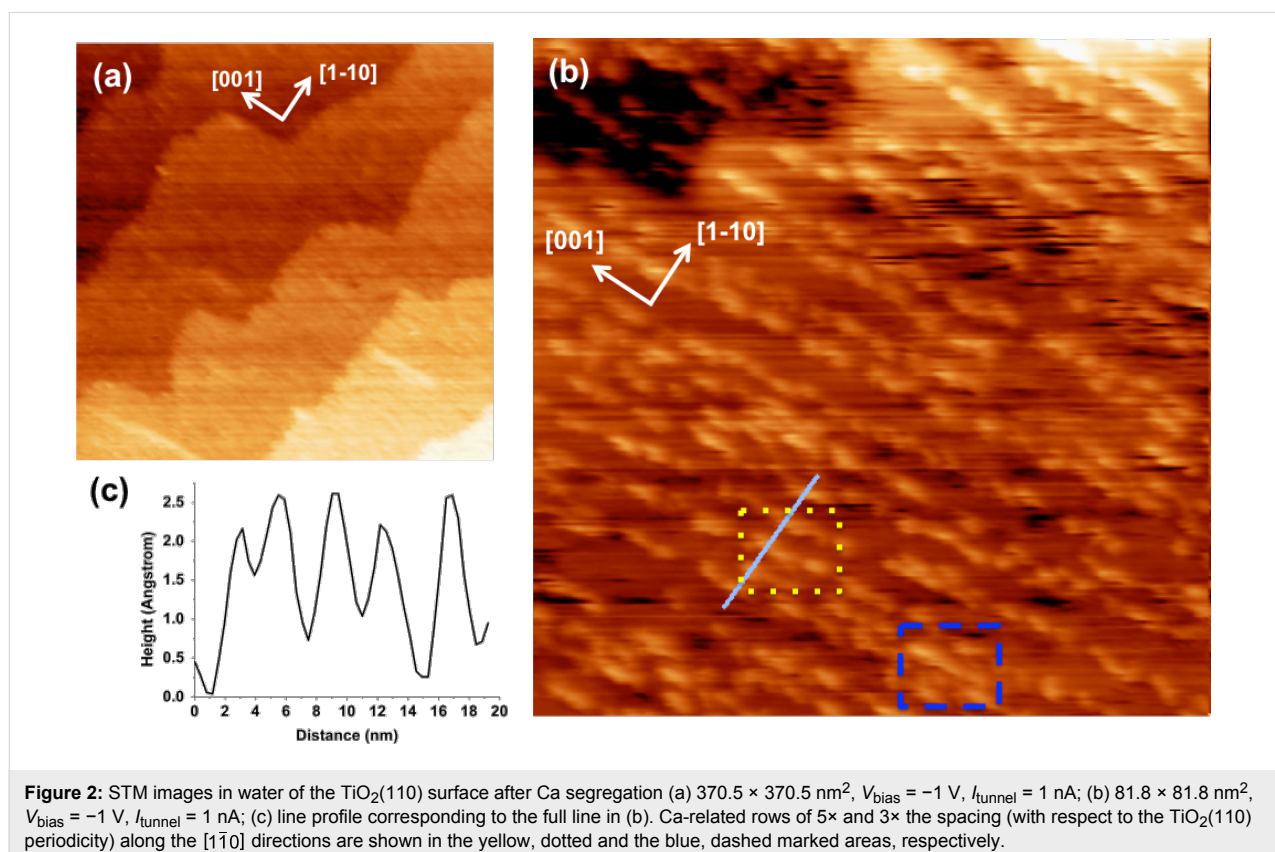 (a)
[001]
[1-10]
(b)
[001]
[1-10]
(c)
Height (Angstrom)
2.5
2.0
1.5
1.0
0.5
0.0
0 2 4 6 8 10 12 14 16 18 20
Distance (nm)
Figure 2: STM images in water of the TiO₂(110) surface after Ca segregation (a) 370.5 × 370.5 nm², V_bias = −1 V, I_tunnel = 1 nA; (b) 81.8 × 81.8 nm²,
V_bias = −1 V, I_tunnel = 1 nA; (c) line profile corresponding to the full line in (b). Ca-related rows of 5× and 3× the spacing (with respect to the TiO₂(110)
periodicity) along the [11̄0] directions are shown in the yellow, dotted and the blue, dashed marked areas, respectively.